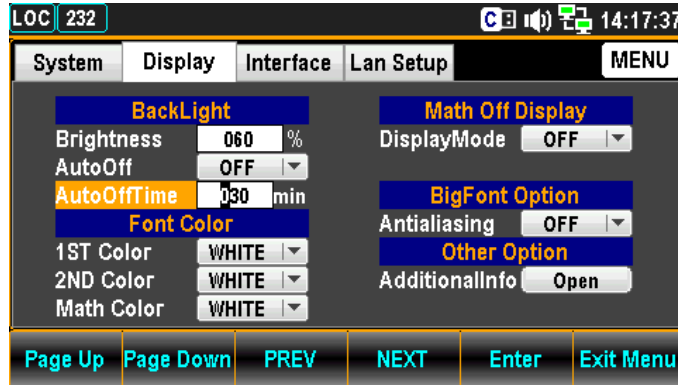 LOC 232 C 14:17:37
System Display Interface Lan Setup MENU
BackLight
Brightness 060 %
AutoOff OFF
AutoOffTime 030 min
Font Color
1ST Color WHITE
2ND Color WHITE
Math Color WHITE
Math Off Display
DisplayMode OFF
BigFont Option
Antialiasing OFF
Other Option
AdditionalInfo Open
Page Up Page Down PREV NEXT Enter Exit Menu